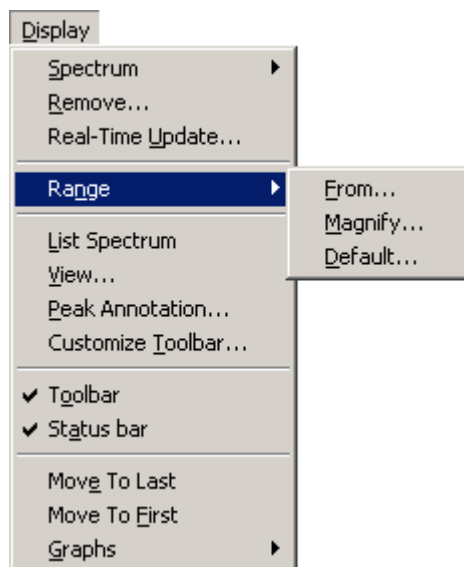 Display
Spectrum
Remove...
Real-Time Update...
Range
From...
Magnify...
Default...
List Spectrum
View...
Peak Annotation...
Customize Toolbar...
Toolbar
Status bar
Move To Last
Move To First
Graphs